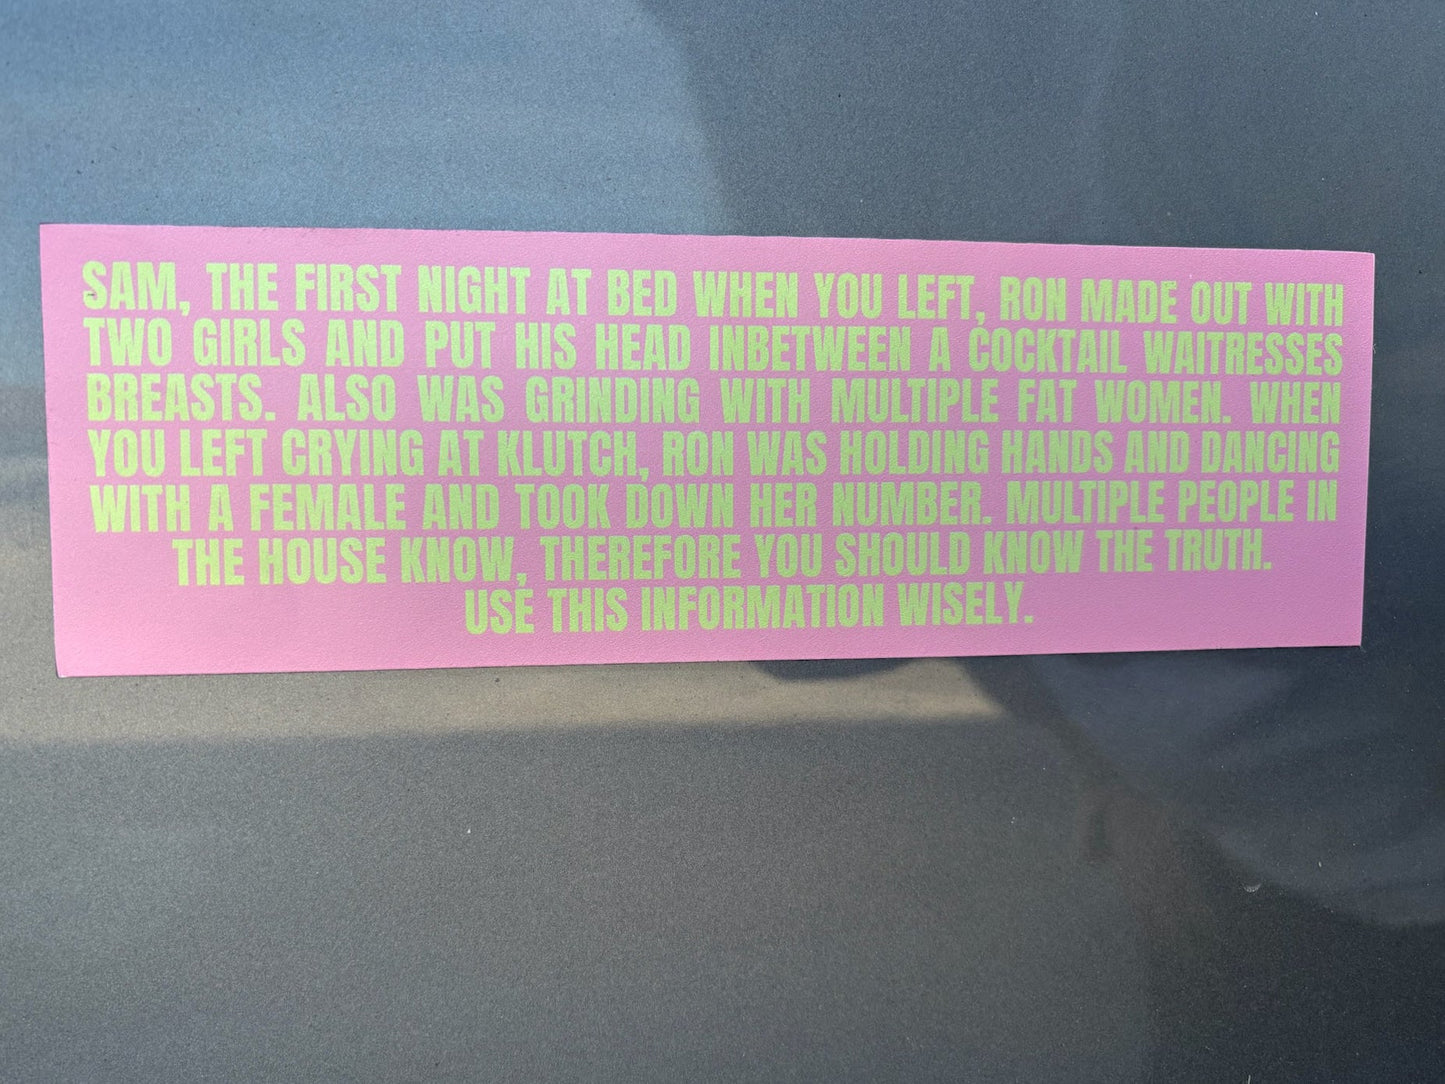 SAM, THE FIRST NIGHT AT BED WHEN YOU LEFT, RON MADE OUT WITH
TWO GIRLS AND PUT HIS HEAD INBETWEEN A COCKTAIL WAITRESSES
BREASTS. ALSO WAS GRINDING WITH MULTIPLE FAT WOMEN. WHEN
YOU LEFT CRYING AT KLUTCH, RON WAS HOLDING HANDS AND DANCING
WITH A FEMALE AND TOOK DOWN HER NUMBER. MULTIPLE PEOPLE IN
THE HOUSE KNOW, THEREFORE YOU SHOULD KNOW THE TRUTH.
USE THIS INFORMATION WISELY.